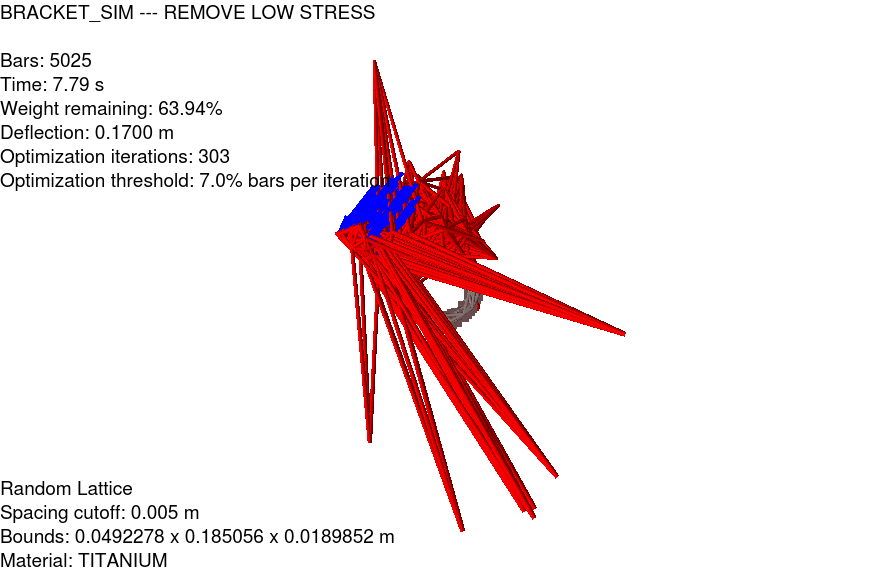 BRACKET_SIM --- REMOVE LOW STRESS
Bars: 5025
Time: 7.79 s
Weight remaining: 63.94%
Deflection: 0.1700 m
Optimization iterations: 303
Optimization threshold: 7.0% bars per iteration
Random Lattice
Spacing cutoff: 0.005 m
Bounds: 0.0492278 x 0.185056 x 0.0189852 m
Material: TITANIUM